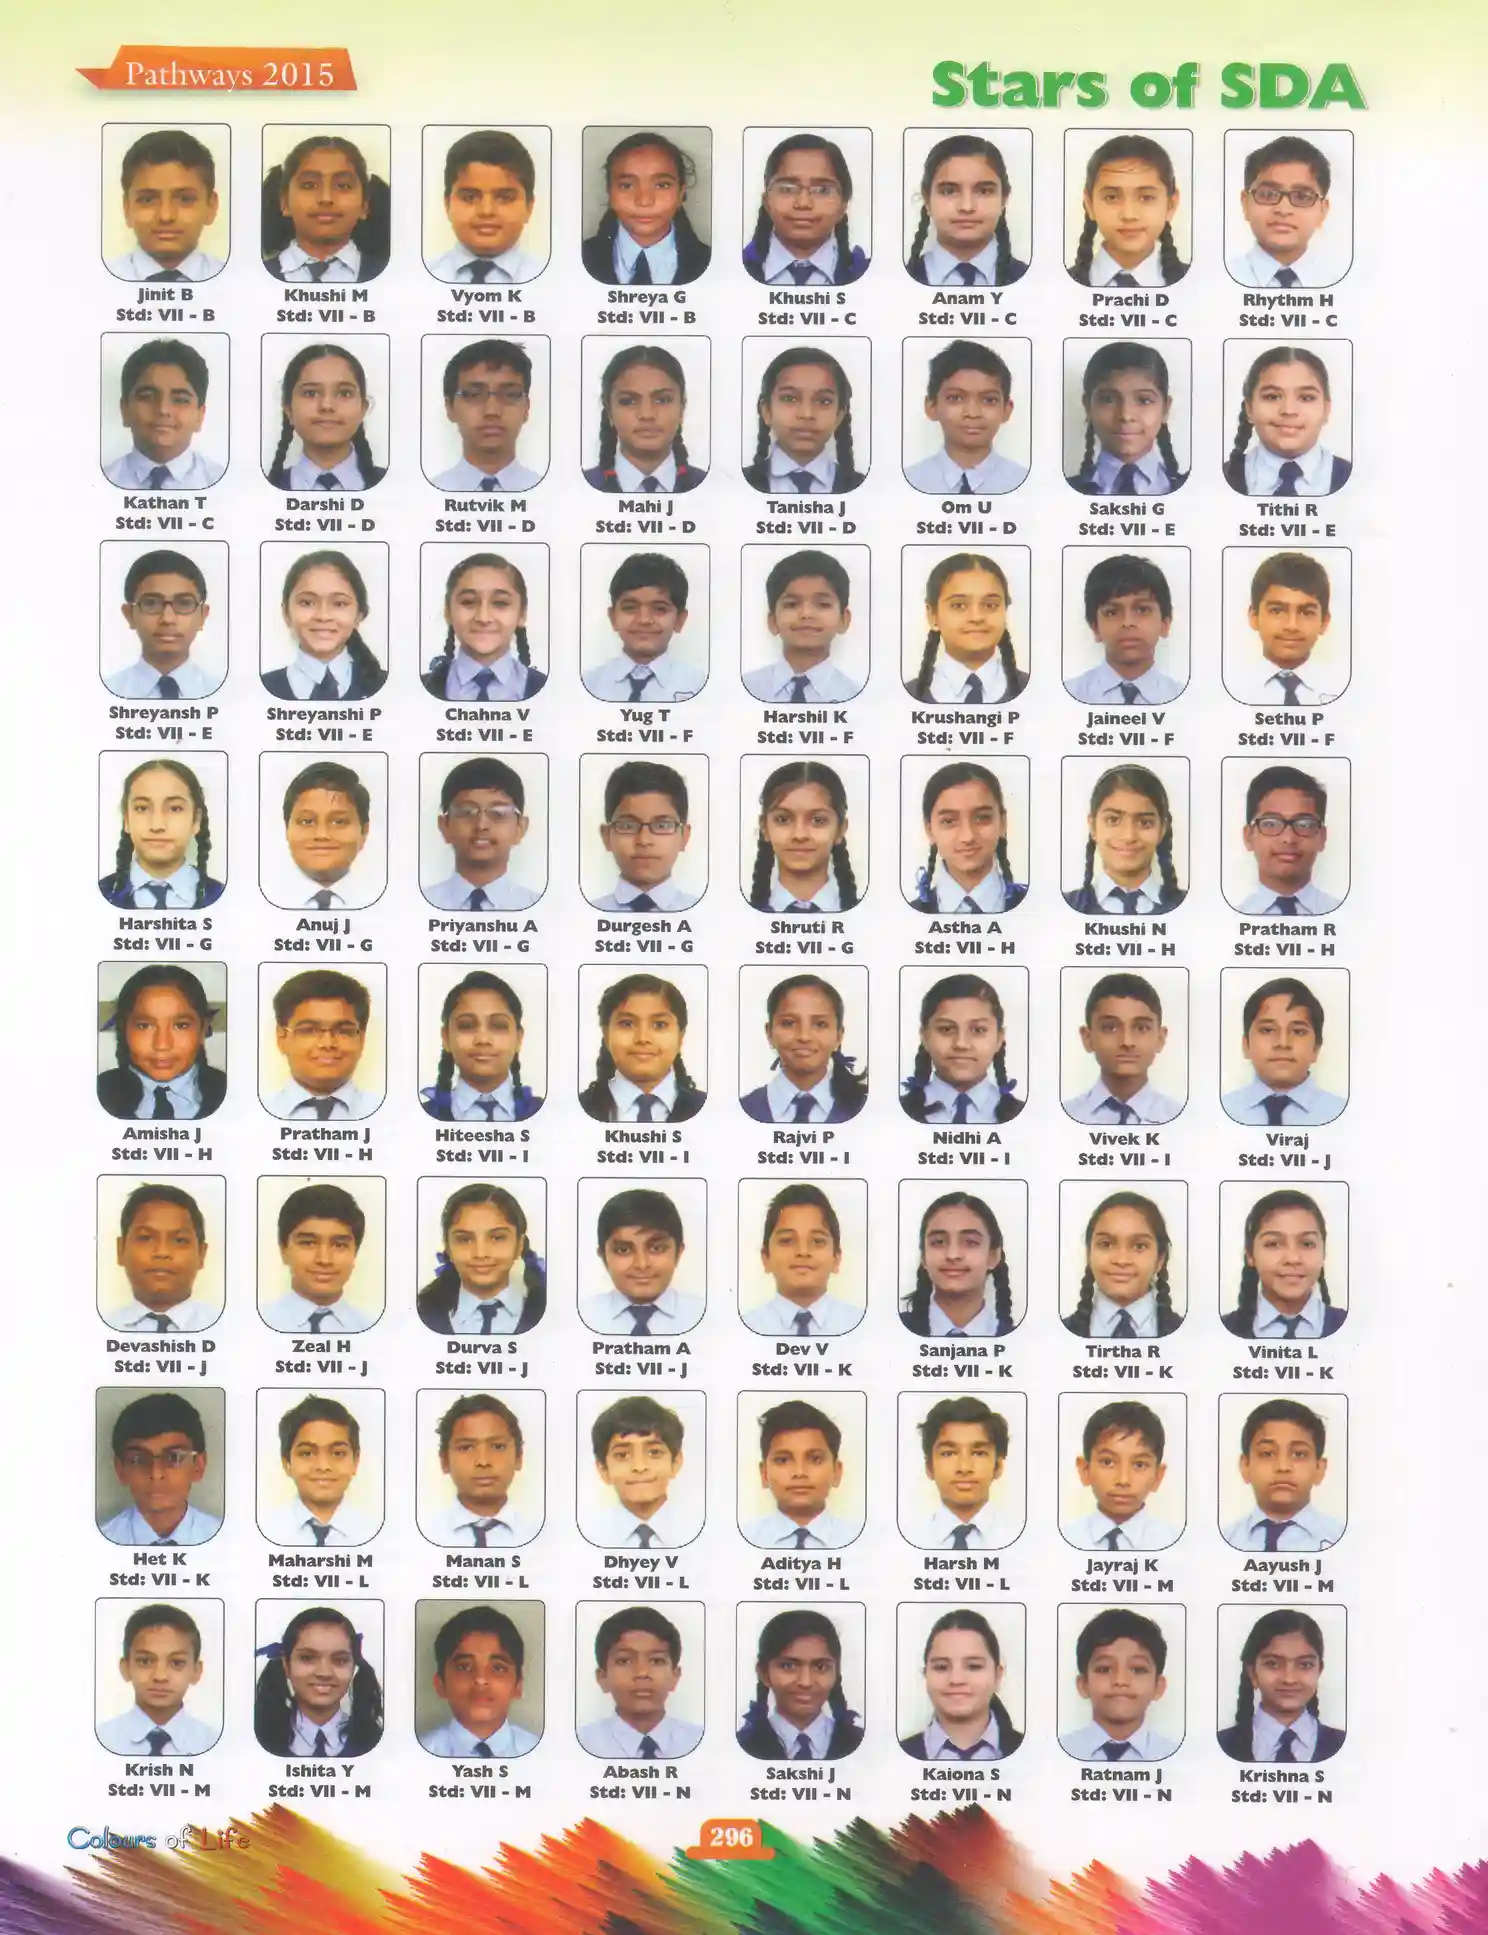 Pathways 2015
Stars of SDA
Jinit B
Std: VII - B
Khushi M
Std: VII - B
Vyom K
Std: VII - B
Shreya G
Std: VII - B
Khushi S
Std: VII - C
Anam Y
Std: VII - C
Prachi D
Std: VII - C
Rhythm H
Std: VII - C
Kathan T
Std: VII - C
Darshi D
Std: VII - D
Rutvik M
Std: VII - D
Mahi J
Std: VII - D
Tanisha J
Std: VII - D
Om U
Std: VII - D
Sakshi G
Std: VII - E
Tithi R
Std: VII - E
Shreyansh P
Std: VII - E
Shreyanshi P
Std: VII - E
Chahna V
Std: VII - E
Yug T
Std: VII - F
Harshil K
Std: VII - F
Krushangi P
Std: VII - F
Jaineel V
Std: VII - F
Sethu P
Std: VII - F
Harshita S
Std: VII - G
Anuj J
Std: VII - G
Priyanshu A
Std: VII - G
Durgesh A
Std: VII - G
Shruti R
Std: VII - G
Astha A
Std: VII - H
Khushi N
Std: VII - H
Pratham R
Std: VII - H
Amisha J
Std: VII - H
Pratham J
Std: VII - H
Hiteesha S
Std: VII - I
Khushi S
Std: VII - I
Rajvi P
Std: VII - I
Nidhi A
Std: VII - I
Vivek K
Std: VII - I
Viraj
Std: VII - J
Devashish D
Std: VII - J
Zeal H
Std: VII - J
Durva S
Std: VII - J
Pratham A
Std: VII - J
Dev V
Std: VII - K
Sanjana P
Std: VII - K
Tirtha R
Std: VII - K
Vinita L
Std: VII - K
Het K
Std: VII - K
Maharshi M
Std: VII - L
Manan S
Std: VII - L
Dhyey V
Std: VII - L
Aditya H
Std: VII - L
Harsh M
Std: VII - L
Jayraj K
Std: VII - M
Aayush J
Std: VII - M
Krish N
Std: VII - M
Ishita Y
Std: VII - M
Yash S
Std: VII - M
Abash R
Std: VII - N
Sakshi J
Std: VII - N
Kaiona S
Std: VII - N
Ratnam J
Std: VII - N
Krishna S
Std: VII - N
Colours of Life
296